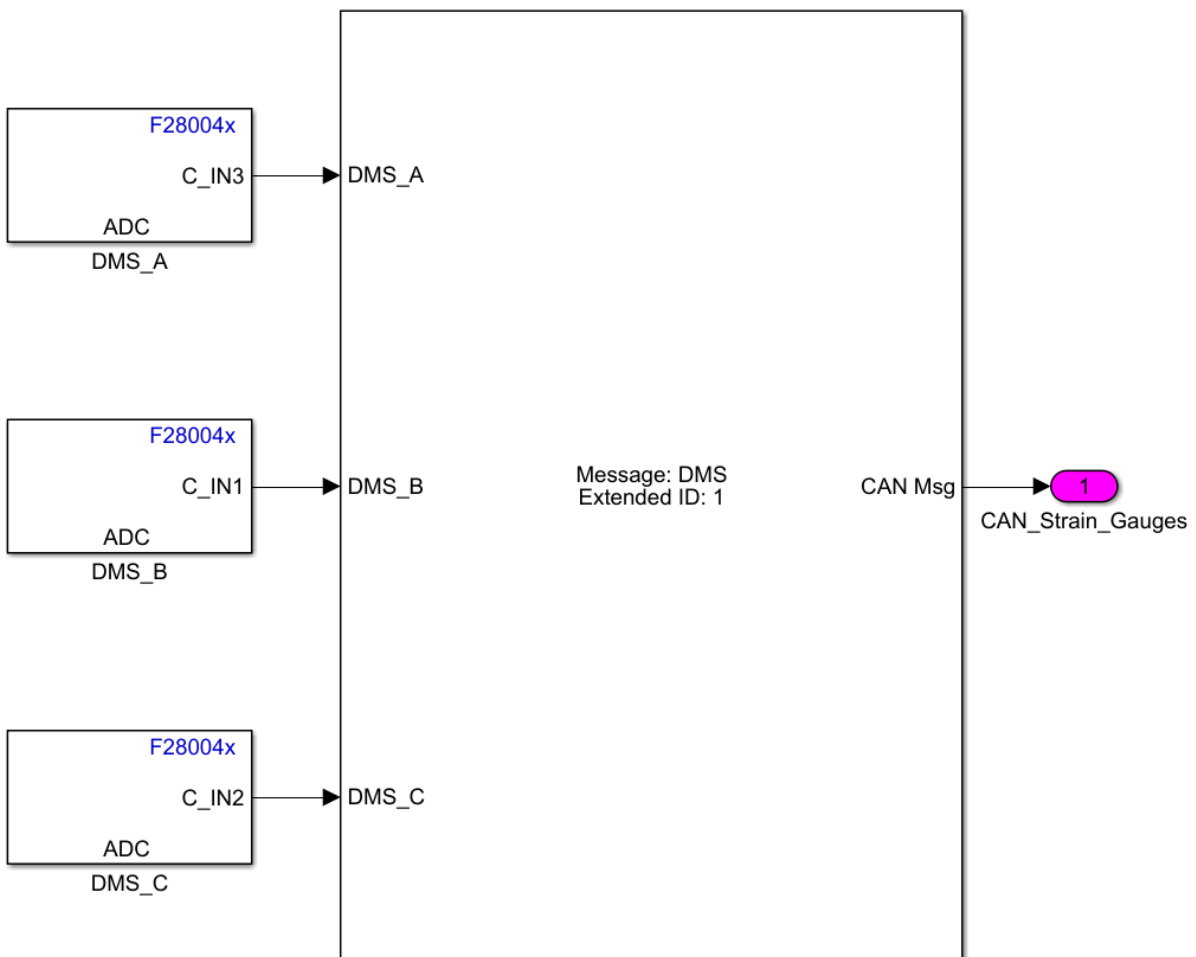 F28004x
C_IN3
ADC
DMS_A
DMS_A
F28004x
C_IN1
ADC
DMS_B
DMS_B
Message: DMS
Extended ID: 1
CAN Msg
1
CAN_Strain_Gauges
F28004x
C_IN2
ADC
DMS_C
DMS_C